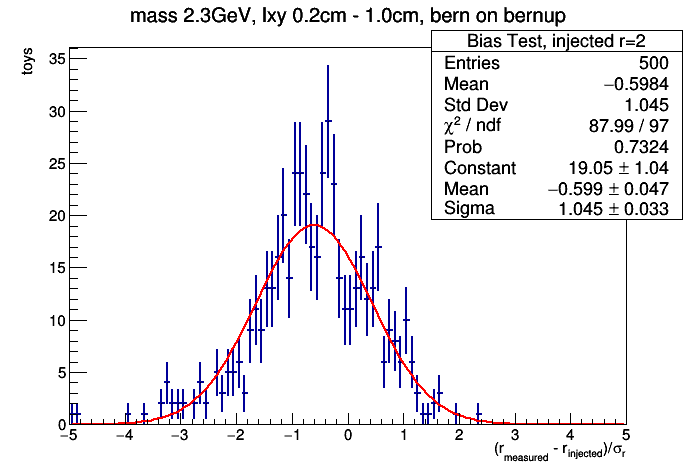 mass 2.3GeV, lxy 0.2cm - 1.0cm, bern on bernup
Bias Test, injected r=2
Entries 500
Mean −0.5984
Std Dev 1.045
χ² / ndf 87.99 / 97
Prob 0.7324
Constant 19.05 ± 1.04
Mean −0.599 ± 0.047
Sigma 1.045 ± 0.033
toys
35
30
25
20
15
10
5
0
−5 −4 −3 −2 −1 0 1 2 3 4 5
(r_measured - r_injected)/σ_r